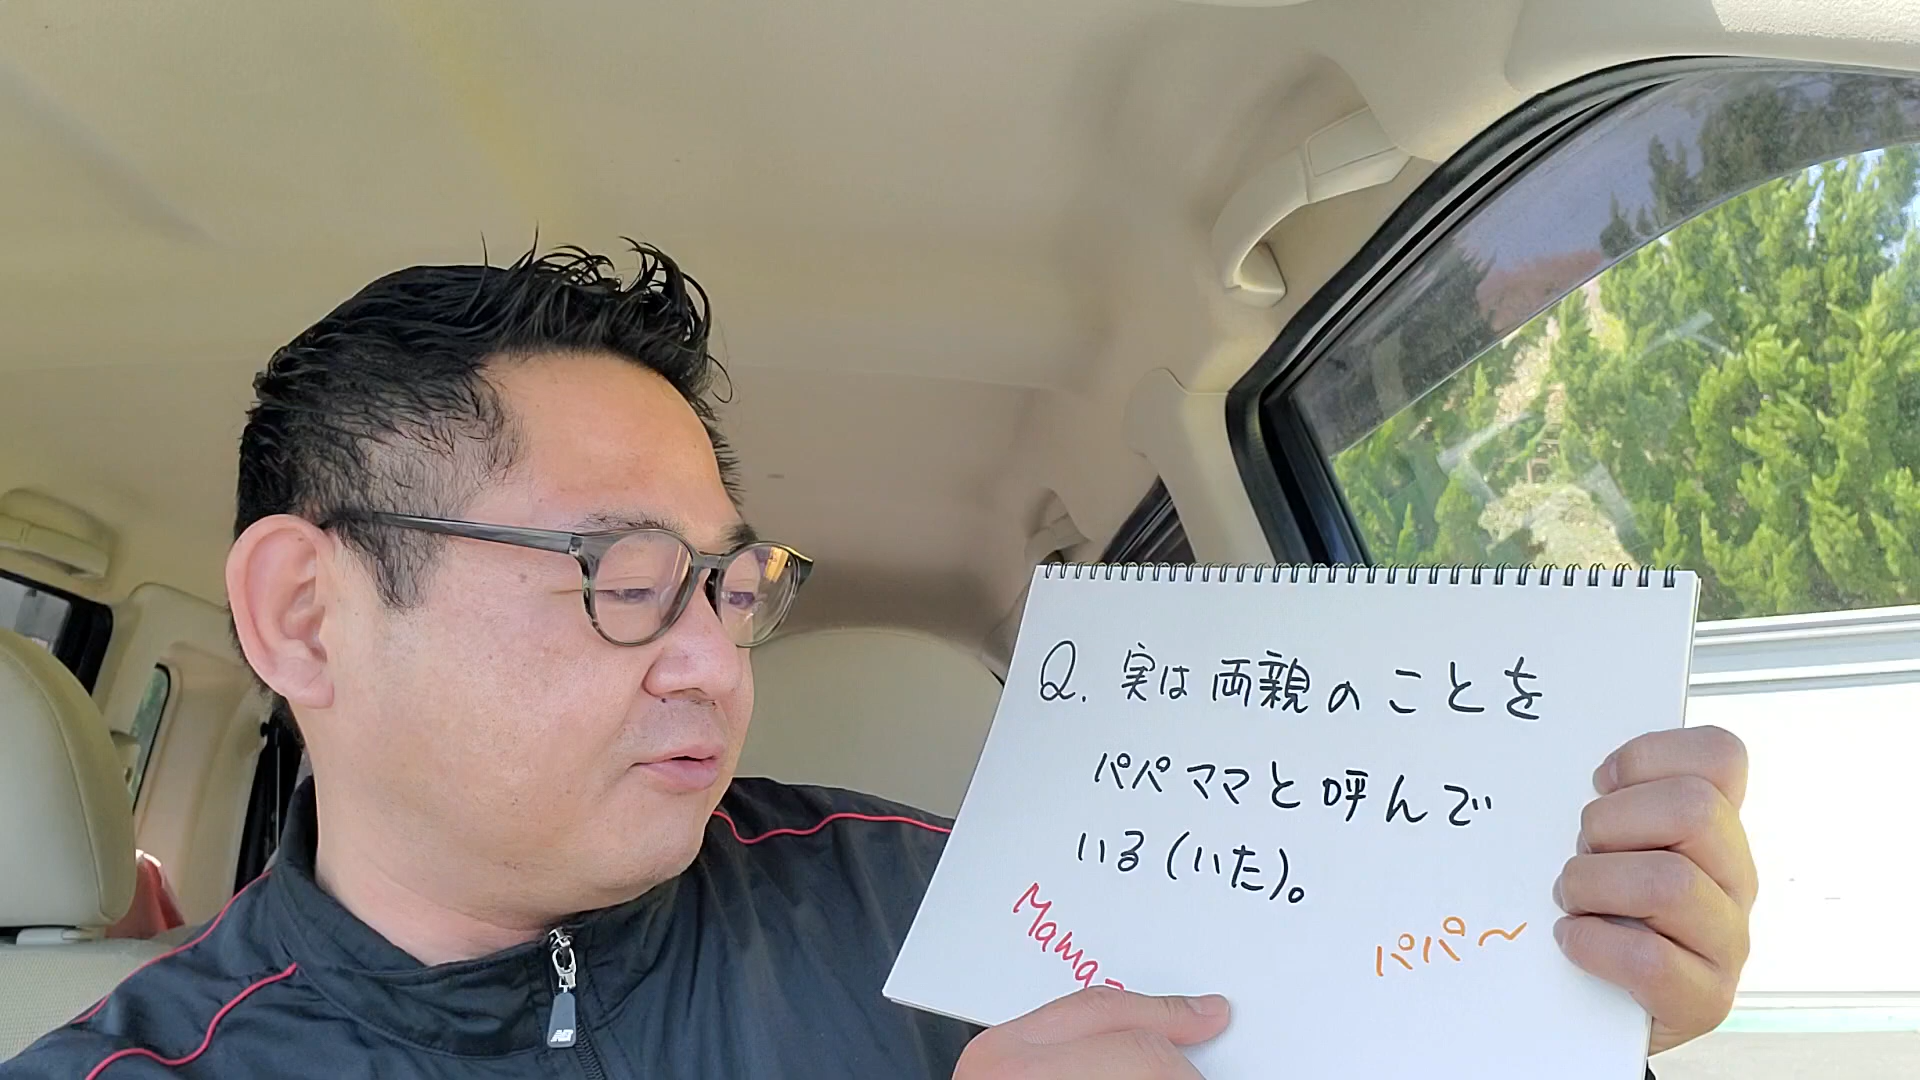 Q. 実は両親のことを
パパママと呼んで
いる(いた)。
Mama-
パパ〜